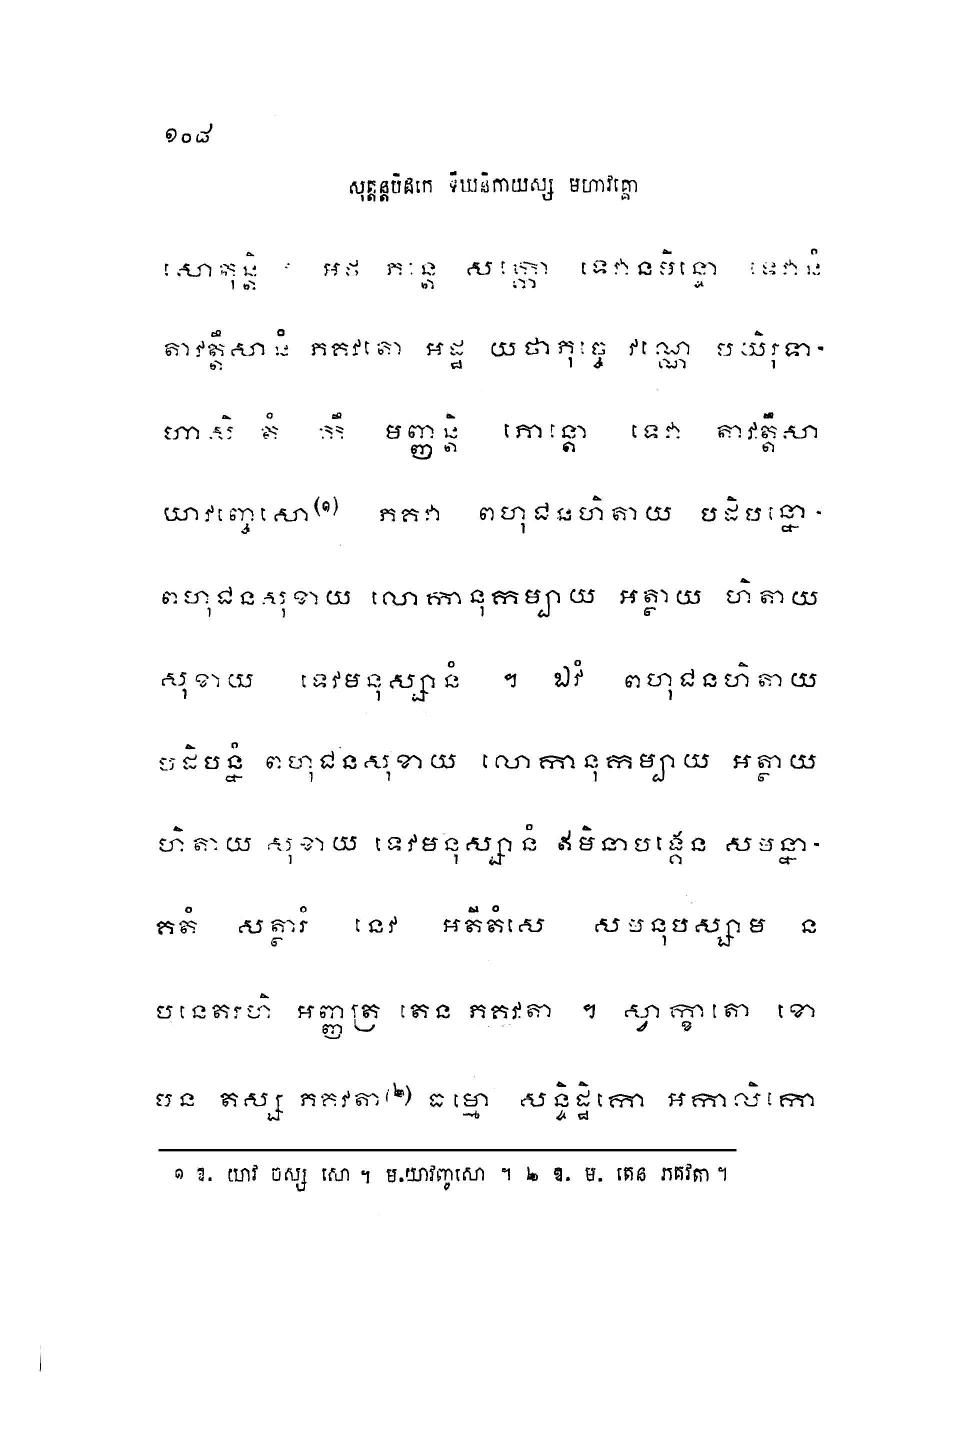 ១០៨
សុត្តន្តបិដកេ ទីឃនិកាយស្ស មហាវគ្គោ
សោតុន្តិ ។ អថ ភន្តេ សក្កោ ទេវានមិន្ទោ ទេវានំ
តាវត្តឹសានំ ភគវតោ អដ្ឋ យថាភុច្ចេ វណ្ណេ បយិរុទា-
ហាសិ តំ កឹ មញ្ញន្តិ ភោន្តោ ទេវា តាវត្តឹសា
យាវញ្ចេសោ(១) ភគវា ពហុជនហិតាយ បដិបន្នោ-
ពហុជនសុខាយ លោកានុកម្បាយ អត្ថាយ ហិតាយ
សុខាយ ទេវមនុស្សានំ ។ ឯវំ ពហុជនហិតាយ
បដិបន្នំ ពហុជនសុខាយ លោកានុកម្បាយ អត្ថាយ
ហិតាយ សុខាយ ទេវមនុស្សានំ ឥមិនាបង្គេន សមន្នា-
គតំ សត្ថារំ នេវ អតីតំសេ សមនុបស្សាម ន
បនេតរហិ អញ្ញត្រ តេន ភគវតា ។ ស្វាក្ខាតោ ខោ
បន តស្ស ភគវតា(២) ធម្មោ សន្ទិដ្ឋិកោ អកាលិកោ
១ ឱ. យាវ ចស្ស សោ ។ ម.យាវញ្ចសោ ។ ២ ឱ. ម. តេន ភគវតា ។